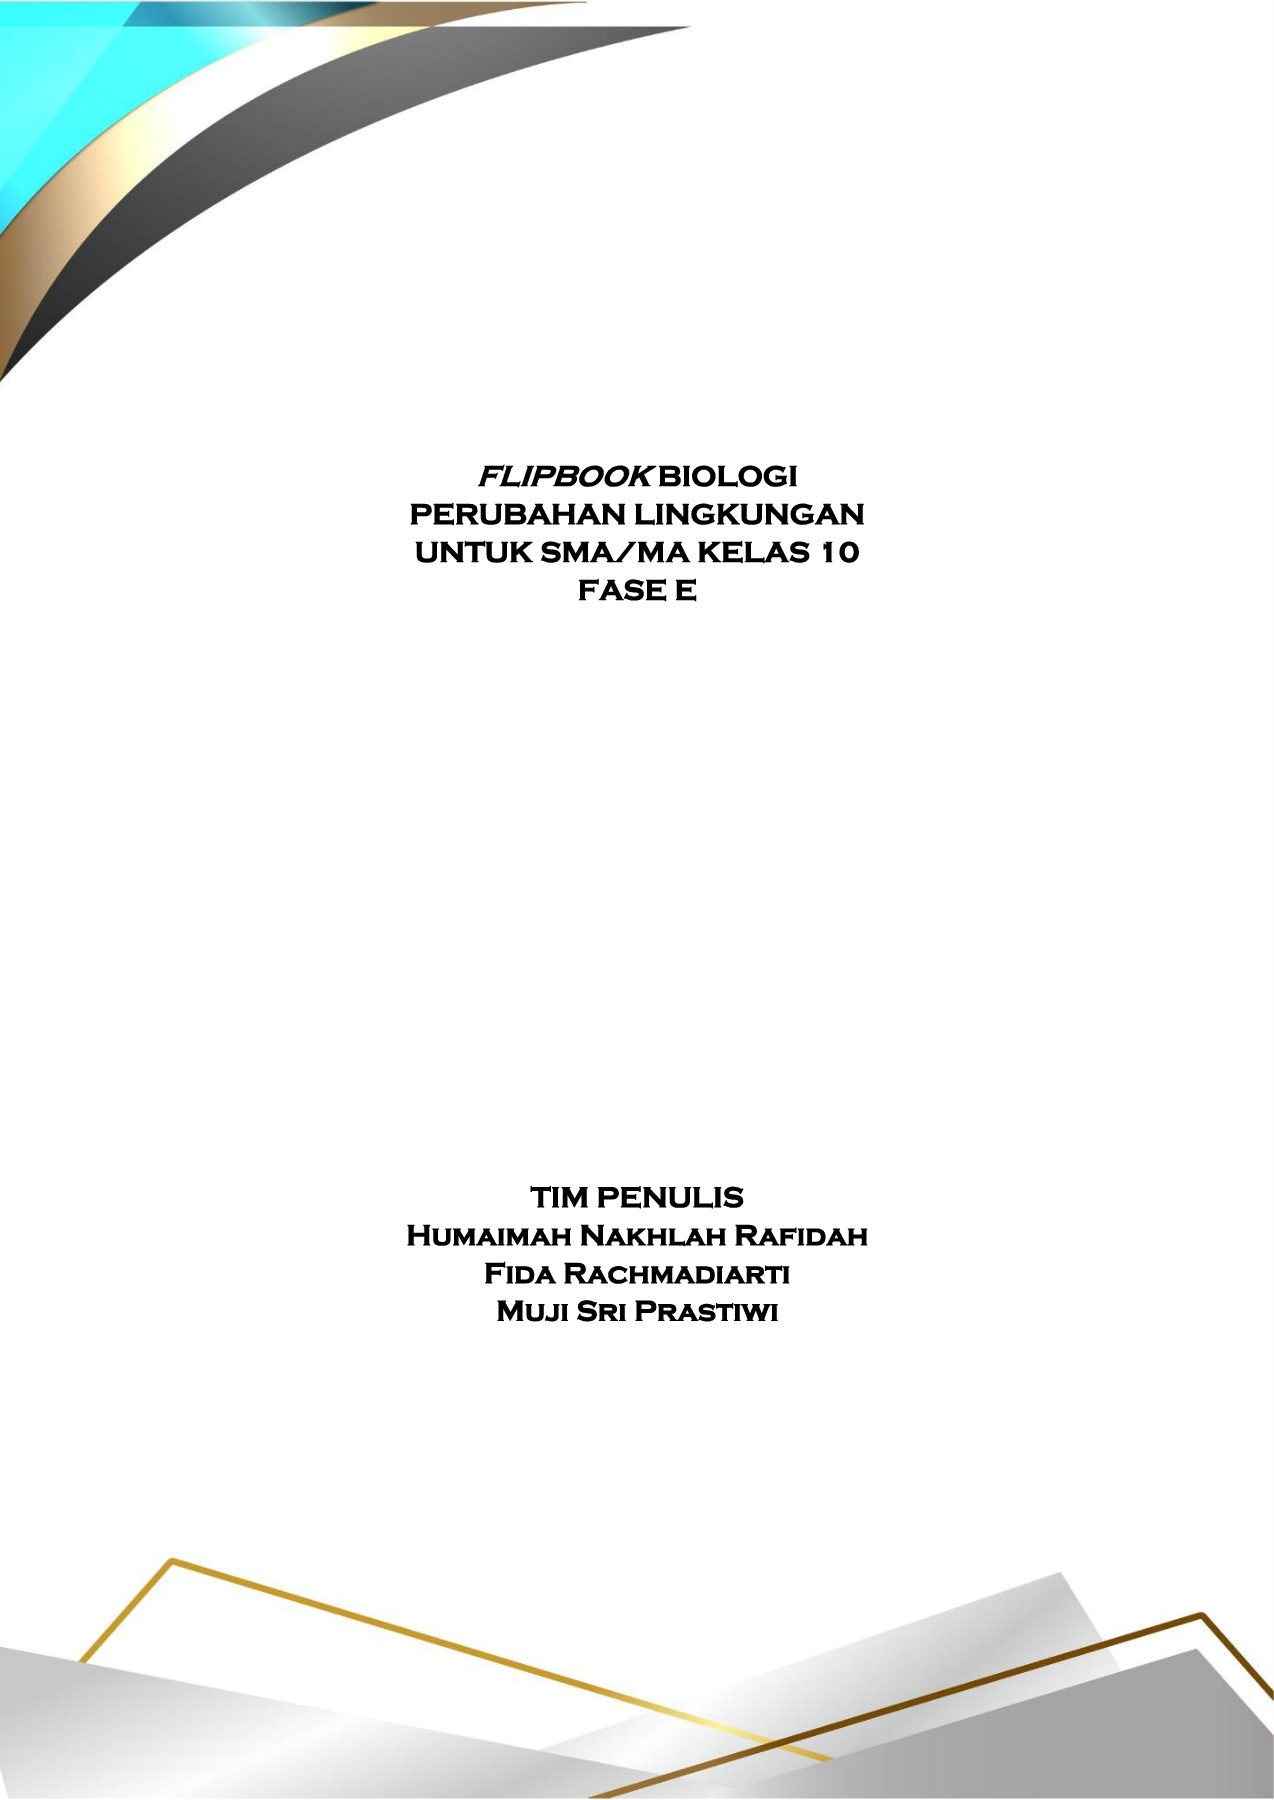 FLIPBOOK BIOLOGI
PERUBAHAN LINGKUNGAN
UNTUK SMA/MA KELAS 10
FASE E
TIM PENULIS
HUMAIMAH NAKHLAH RAFIDAH
FIDA RACHMADIARTI
MUJI SRI PRASTIWI